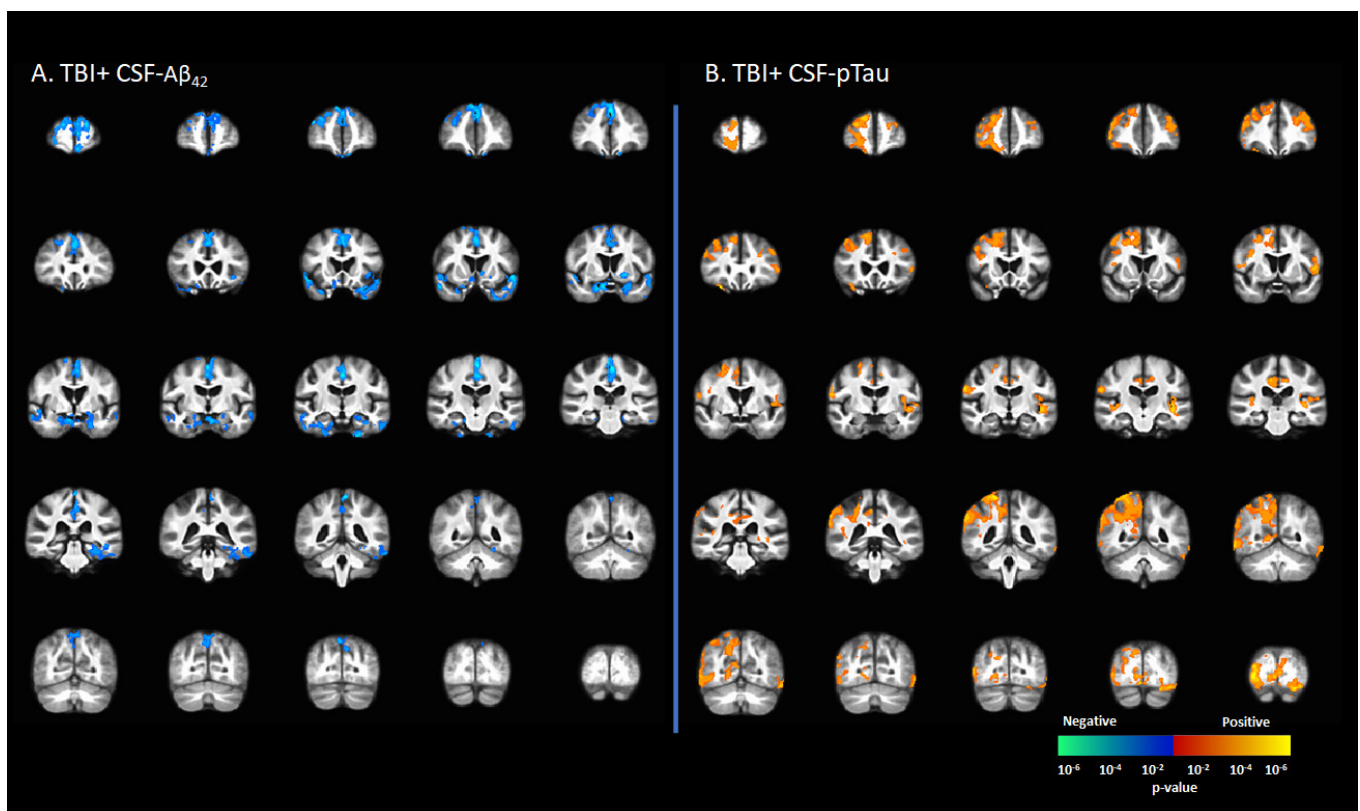 A. TBI+ CSF-Aβ₄₂
B. TBI+ CSF-pTau
Negative Positive
10⁻⁶ 10⁻⁴ 10⁻² 10⁻² 10⁻⁴ 10⁻⁶
p-value